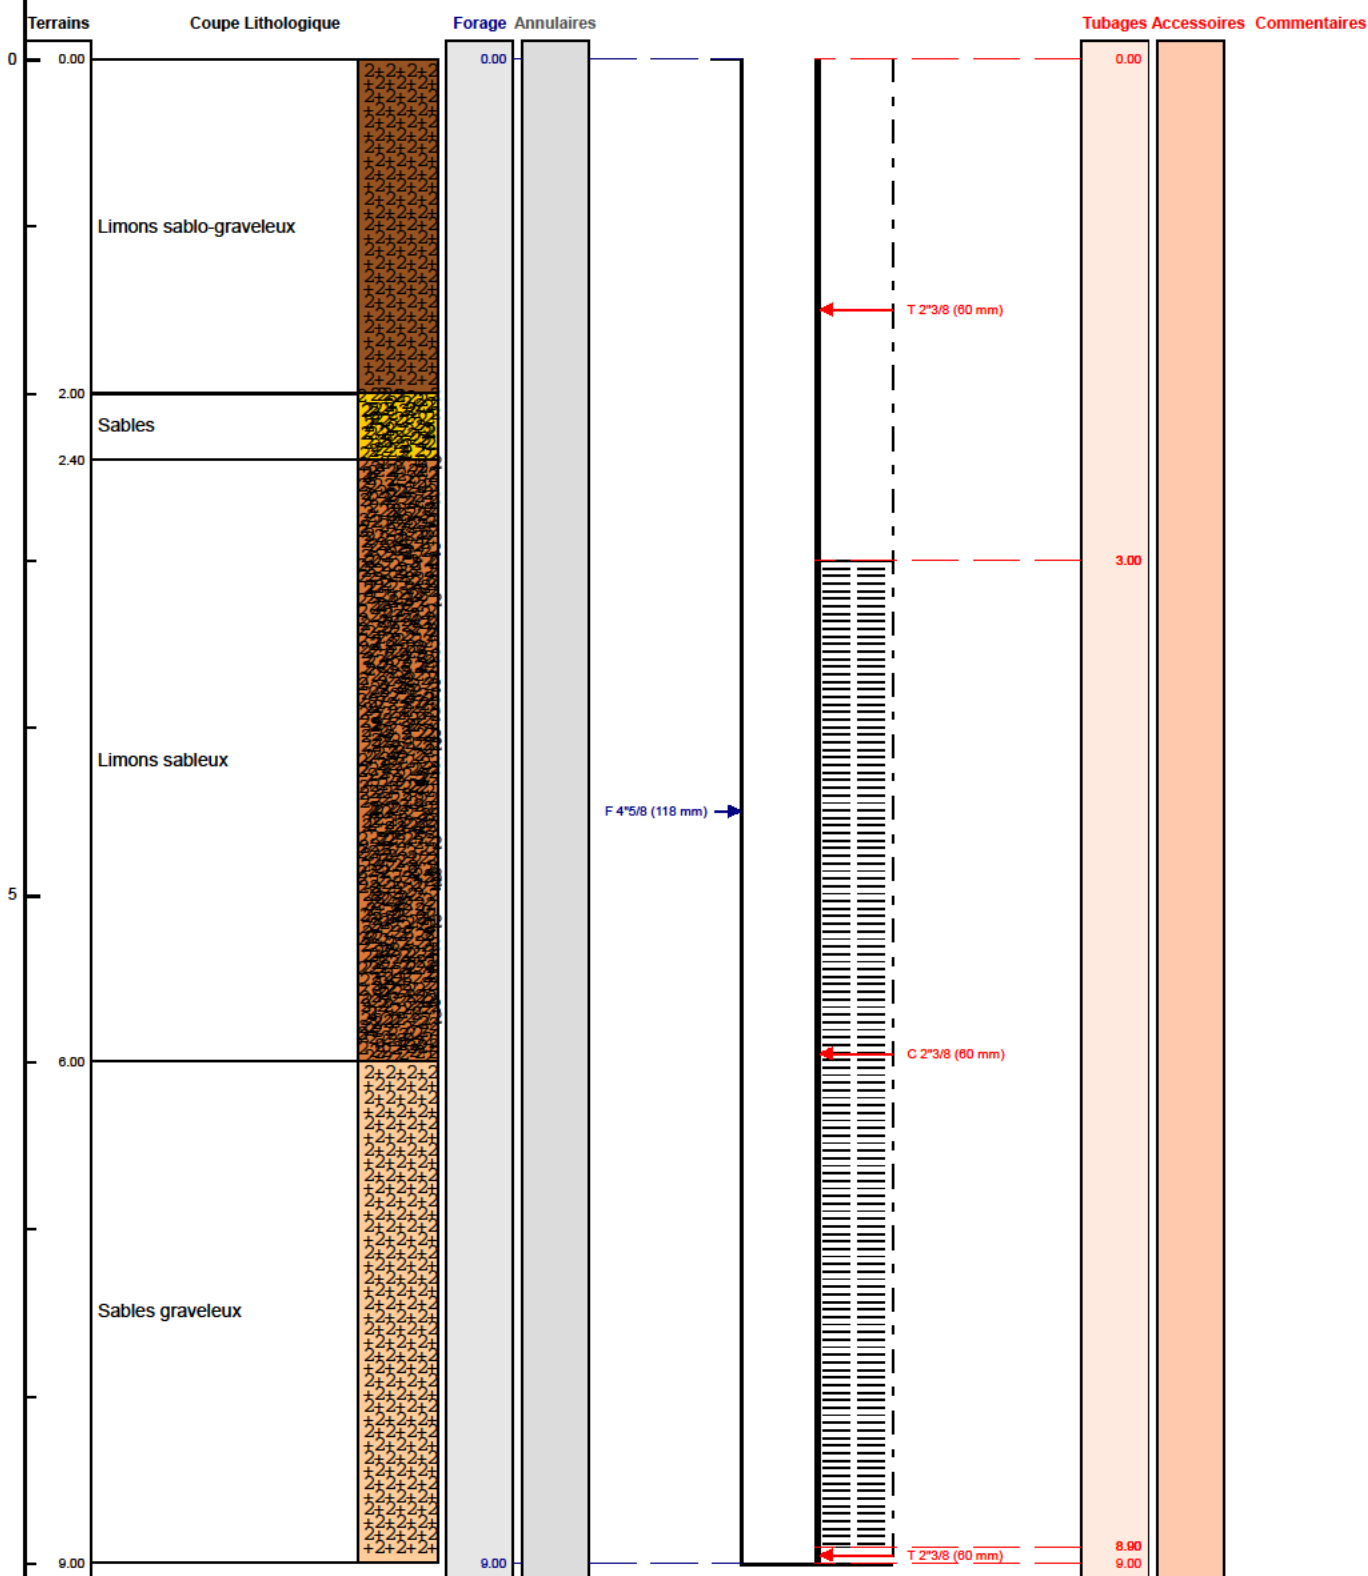 Terrains Coupe Lithologique Forage Annulaires Tubages Accessoires Commentaires
0 0.00 0.00 0.00
Limons sablo-graveleux
T 2"3/8 (60 mm)
2.00
Sables
2.40
3.00
Limons sableux
F 4"5/8 (118 mm)
5
C 2"3/8 (60 mm)
6.00
Sables graveleux
8.90
T 2"3/8 (60 mm)
9.00 9.00 9.00